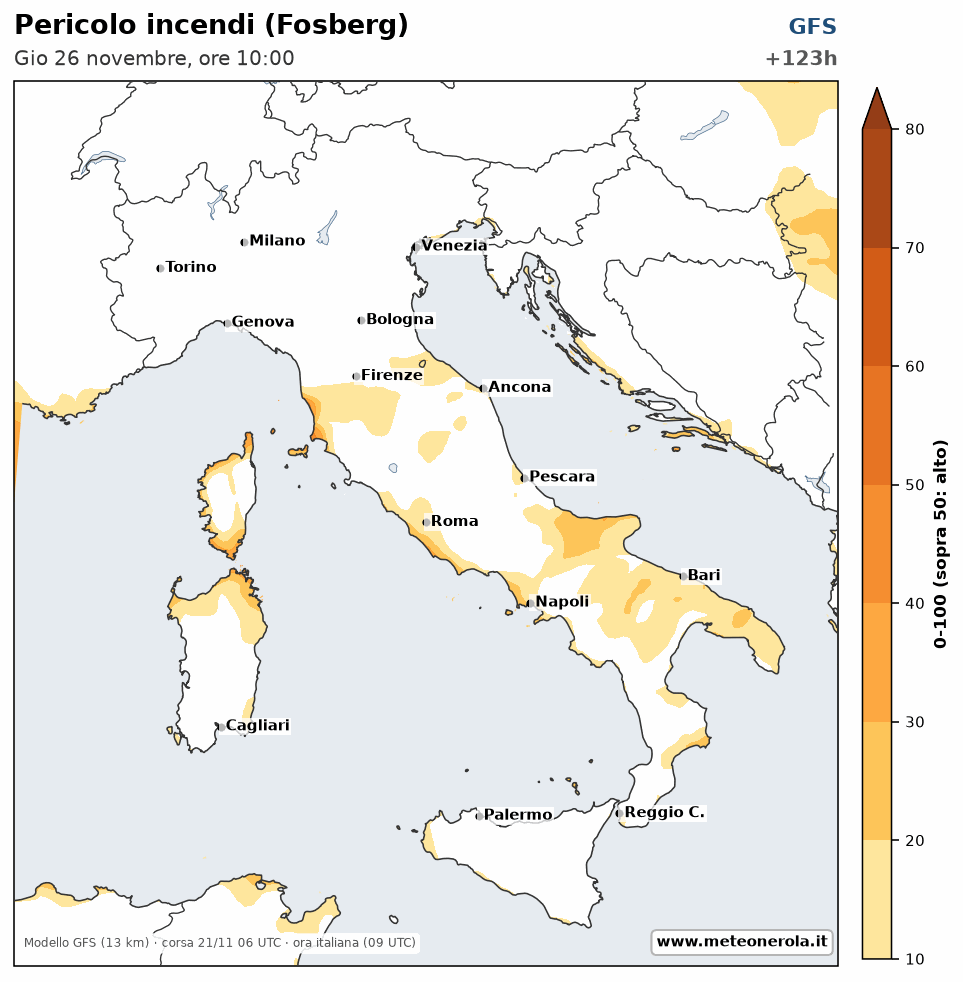 Pericolo incendi (Fosberg)
GFS
Gio 26 novembre, ore 10:00
+123h
80
70
60
50
40
30
20
10
0-100 (sopra 50: alto)
Milano
Venezia
Torino
Genova
Bologna
Firenze
Ancona
Pescara
Roma
Bari
Napoli
Cagliari
Palermo
Reggio C.
Modello GFS (13 km) · corsa 21/11 06 UTC · ora italiana (09 UTC)
www.meteonerola.it